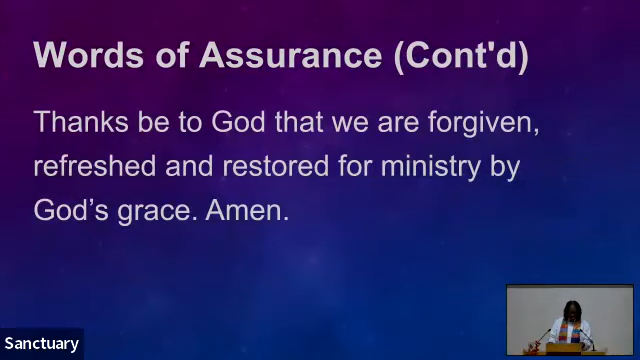 Words of Assurance (Cont'd)
Thanks be to God that we are forgiven,
refreshed and restored for ministry by
God’s grace. Amen.
Sanctuary